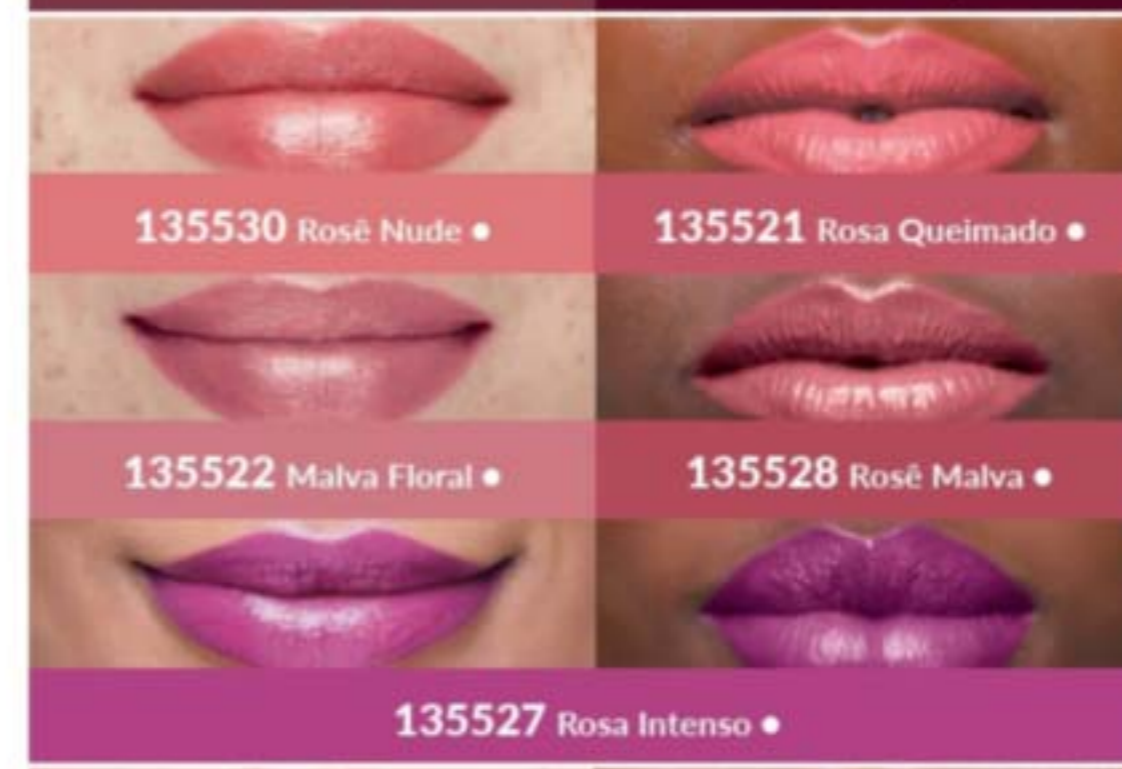 135530 Rosê Nude •
135521 Rosa Queimado •
135522 Malva Floral •
135528 Rosê Malva •
135527 Rosa Intenso •